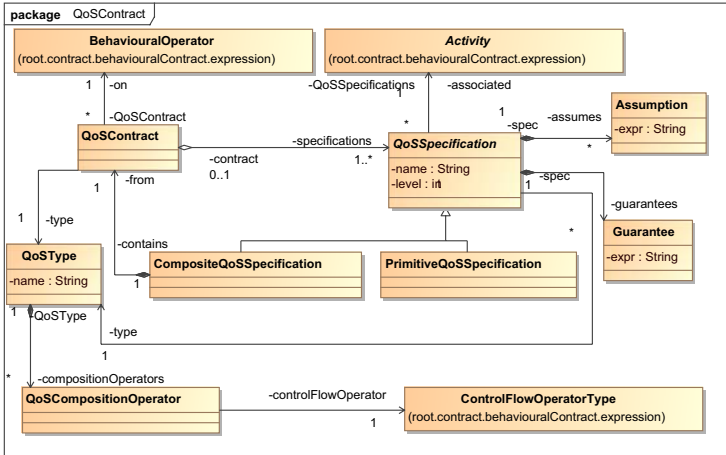 package QoSContract
BehaviouralOperator
(root.contract.behaviouralContract.expression)
Activity
(root.contract.behaviouralContract.expression)
1
-on
-QoSSpecifications
1
-associated
*
-QoSContract
*
1
-spec
-assumes
*
Assumption
-expr : String
QoSContract
-specifications
1..*
-contract
0..1
QoSSpecification
-name : String
-level : int
1
1
-spec
-guarantees
*
Guarantee
-expr : String
1
-type
1
1
-from
-contains
1
QoSType
-name : String
CompositeQoSSpecification
PrimitiveQoSSpecification
1
-QoSType
-type
1
*
-compositionOperators
QoSCompositionOperator
-controlFlowOperator
1
ControlFlowOperatorType
(root.contract.behaviouralContract.expression)